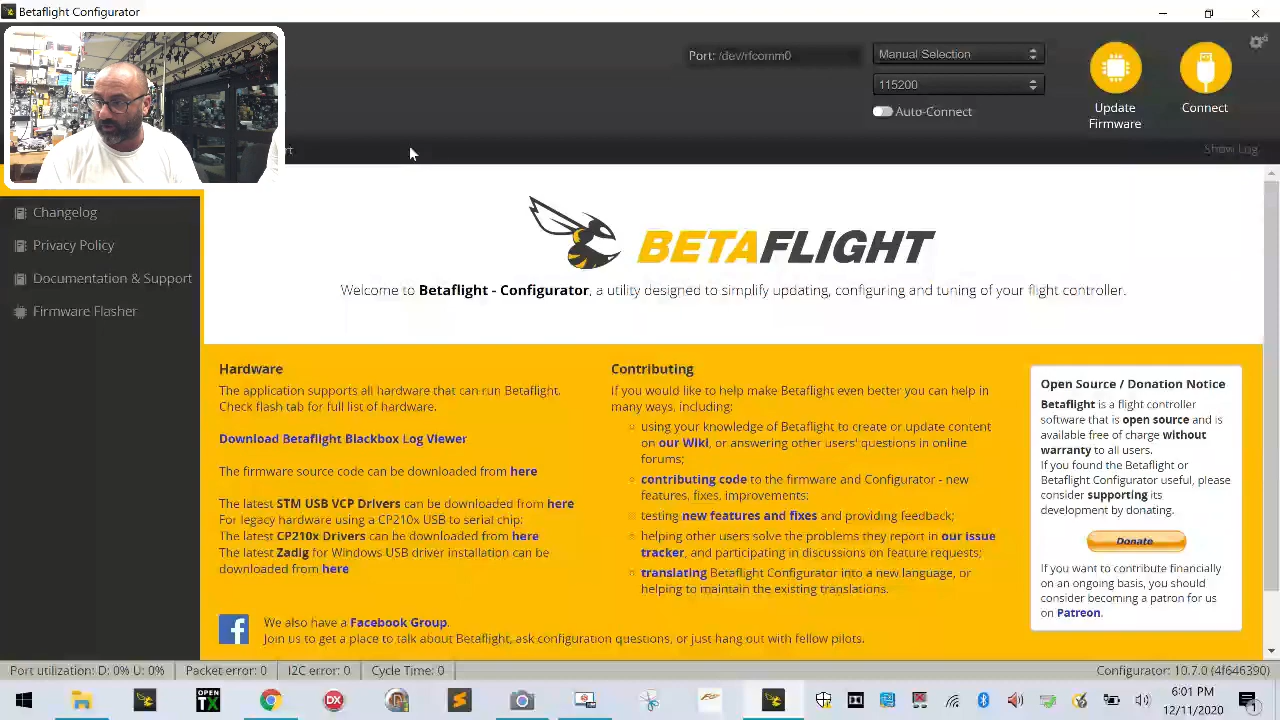 Betaflight Configurator
Port: /dev/rfcomm0
Manual Selection
115200
Auto-Connect
Update
Firmware
Connect
Show Log
Changelog
Privacy Policy
Documentation & Support
Firmware Flasher
BETAFLIGHT
Welcome to Betaflight - Configurator, a utility designed to simplify updating, configuring and tuning of your flight controller.
Hardware
The application supports all hardware that can run Betaflight.
Check flash tab for full list of hardware.
Download Betaflight Blackbox Log Viewer
The firmware source code can be downloaded from here
The latest STM USB VCP Drivers can be downloaded from here
For legacy hardware using a CP210x USB to serial chip:
The latest CP210x Drivers can be downloaded from here
The latest Zadig for Windows USB driver installation can be
downloaded from here
Contributing
If you would like to help make Betaflight even better you can help in
many ways, including:
using your knowledge of Betaflight to create or update content
on our Wiki, or answering other users' questions in online
forums;
contributing code to the firmware and Configurator - new
features, fixes, improvements;
testing new features and fixes and providing feedback;
helping other users solve the problems they report in our issue
tracker, and participating in discussions on feature requests;
translating Betaflight Configurator into a new language, or
helping to maintain the existing translations.
Open Source / Donation Notice
Betaflight is a flight controller
software that is open source and is
available free of charge without
warranty to all users.
If you found the Betaflight or
Betaflight Configurator useful, please
consider supporting its
development by donating.
Donate
If you want to contribute financially
on an ongoing basis, you should
consider becoming a patron for us
on Patreon.
We also have a Facebook Group.
Join us to get a place to talk about Betaflight, ask configuration questions, or just hang out with fellow pilots.
Port utilization: D: 0% U: 0%
Packet error: 0
I2C error: 0
Cycle Time: 0
Configurator: 10.7.0 (4f646390)
OPEN
TX
DX
6:01 PM
12/11/2020